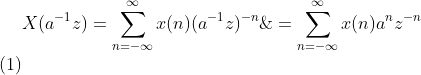 X(a^{-1}z) = \sum_{n=-\infty}^{\infty} x(n)(a^{-1}z)^{-n} \& = \sum_{n=-\infty}^{\infty} x(n)a^n z^{-n}
(1)